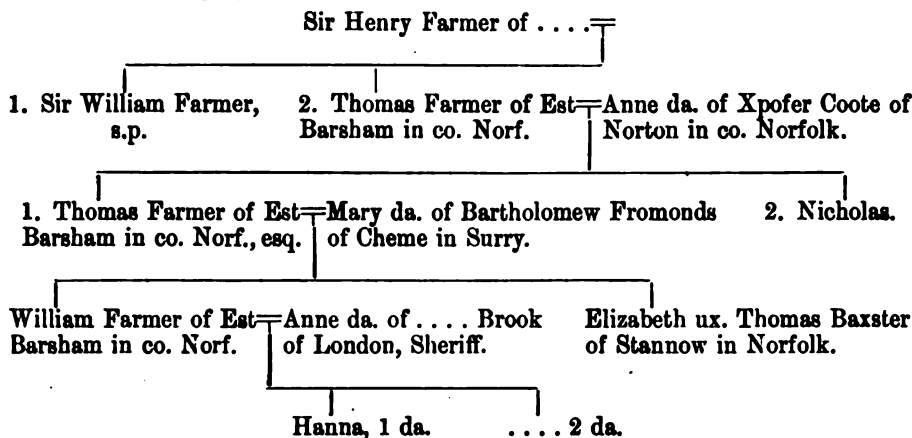 Sir Henry Farmer of . . . .
1. Sir William Farmer,
s.p.
2. Thomas Farmer of Est
Barsham in co. Norf.
Anne da. of Xpofer Coote of
Norton in co. Norfolk.
1. Thomas Farmer of Est
Barsham in co. Norf., esq.
Mary da. of Bartholomew Fromonds
of Cheme in Surry.
2. Nicholas.
William Farmer of Est
Barsham in co. Norf.
Anne da. of . . . . Brook
of London, Sheriff.
Elizabeth ux. Thomas Baxster
of Stannow in Norfolk.
Hanna, 1 da.
. . . . 2 da.